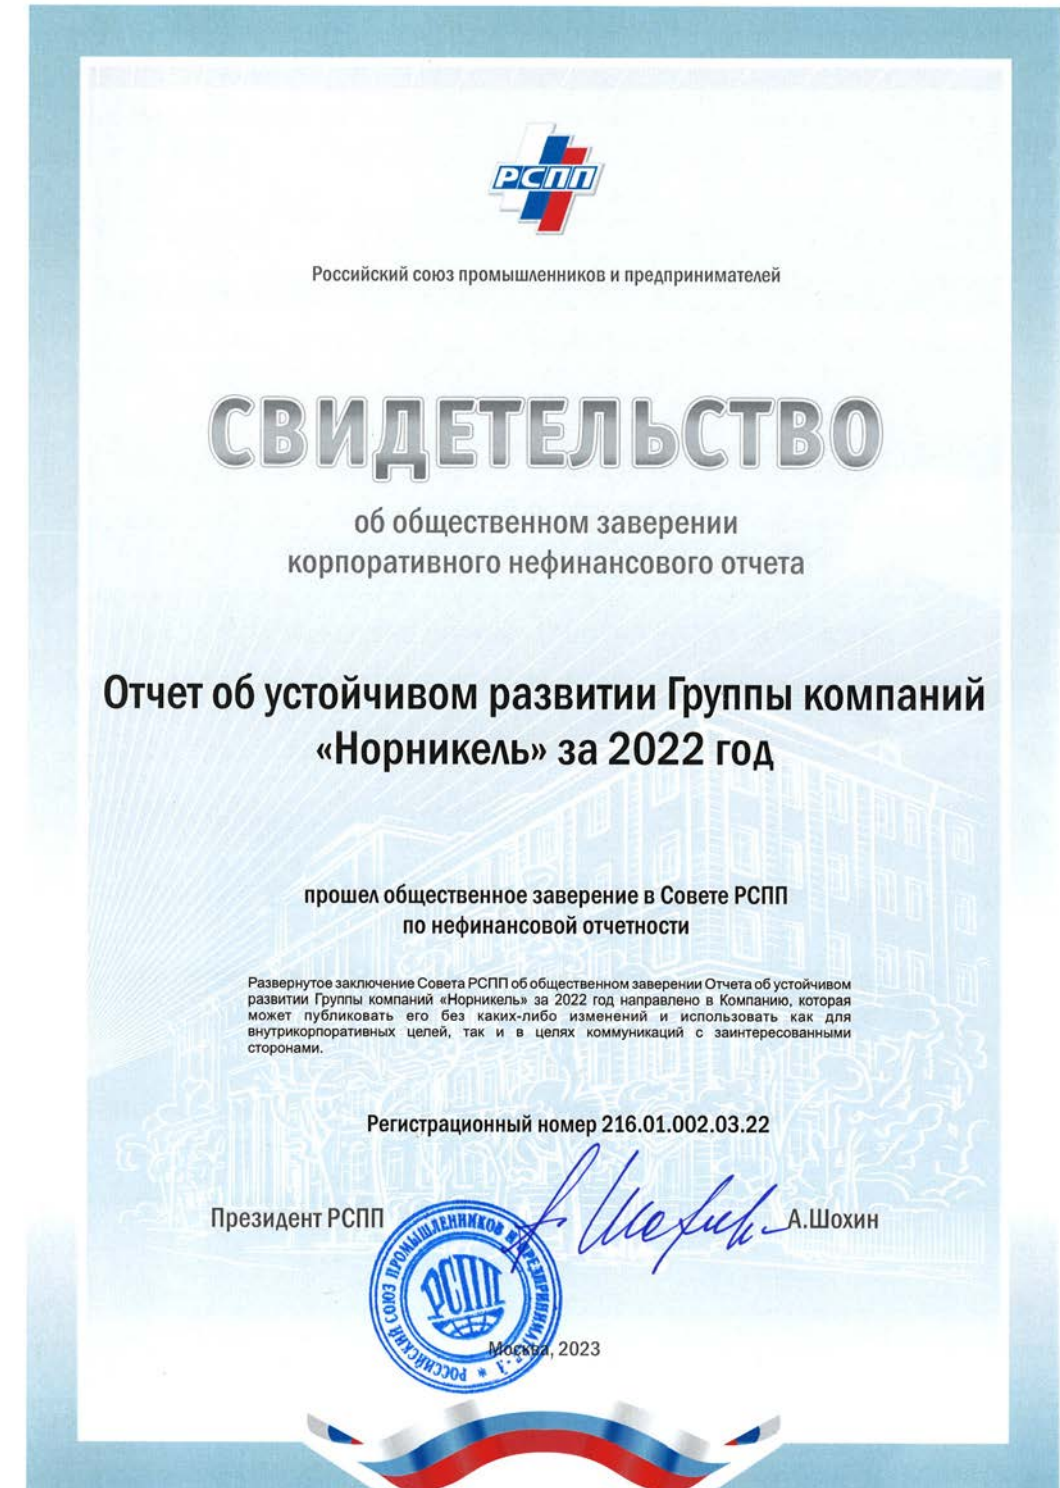 РСПП
Российский союз промышленников и предпринимателей
СВИДЕТЕЛЬСТВО
об общественном заверении
корпоративного нефинансового отчета
Отчет об устойчивом развитии Группы компаний
«Норникель» за 2022 год
прошел общественное заверение в Совете РСПП
по нефинансовой отчетности
Развернутое заключение Совета РСПП об общественном заверении Отчета об устойчивом
развитии Группы компаний «Норникель» за 2022 год направлено в Компанию, которая
может публиковать его без каких-либо изменений и использовать как для
внутрикорпоративных целей, так и в целях коммуникаций с заинтересованными
сторонами.
Регистрационный номер 216.01.002.03.22
Президент РСПП
А.Шохин
РОССИЙСКИЙ СОЮЗ ПРОМЫШЛЕННИКОВ И
РСПП
Москва, 2023